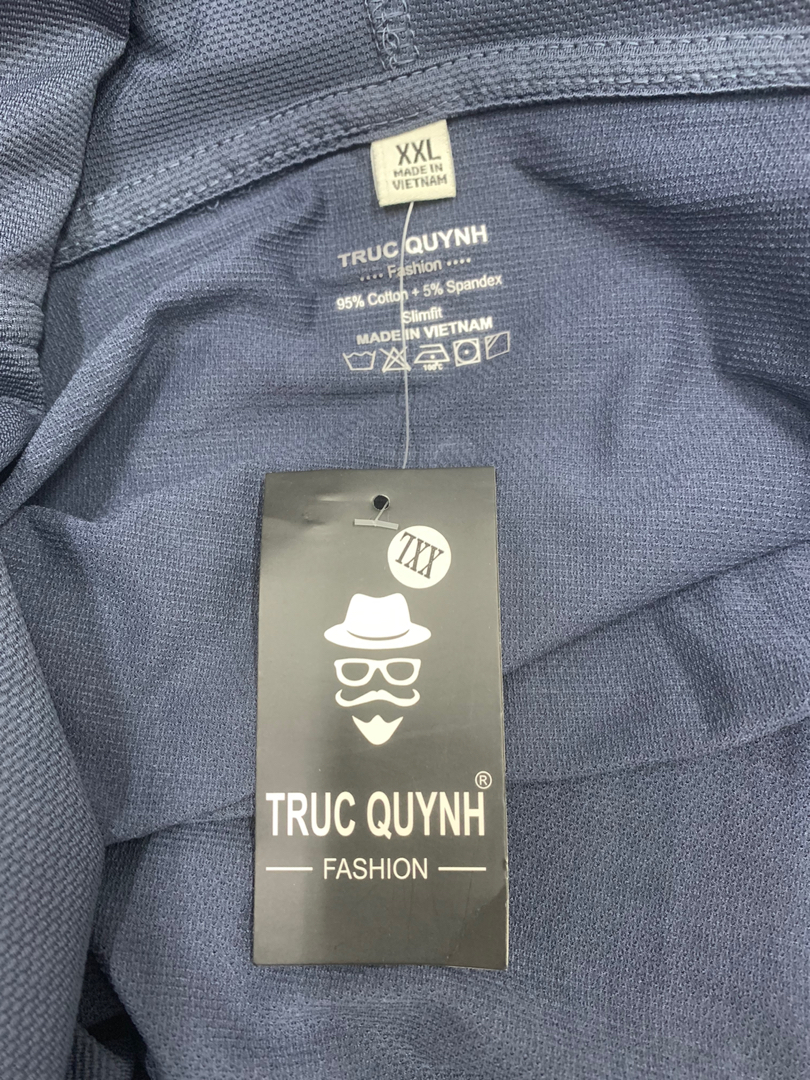 XXL
MADE IN
VIETNAM
TRUC QUYNH
.... Fashion ....
95% Cotton + 5% Spandex
Slimfit
MADE IN VIETNAM
100°C
XXL
TRUC QUYNH®
FASHION